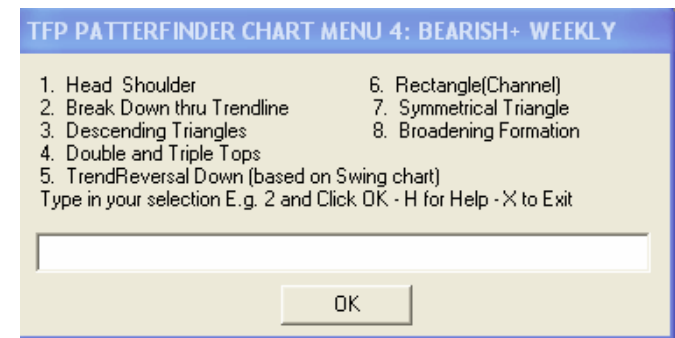 TFP PATTERFINDER CHART MENU 4: BEARISH+ WEEKLY
1. Head Shoulder
2. Break Down thru Trendline
3. Descending Triangles
4. Double and Triple Tops
5. TrendReversal Down (based on Swing chart)
6. Rectangle(Channel)
7. Symmetrical Triangle
8. Broadening Formation
Type in your selection E.g. 2 and Click OK - H for Help - X to Exit
OK